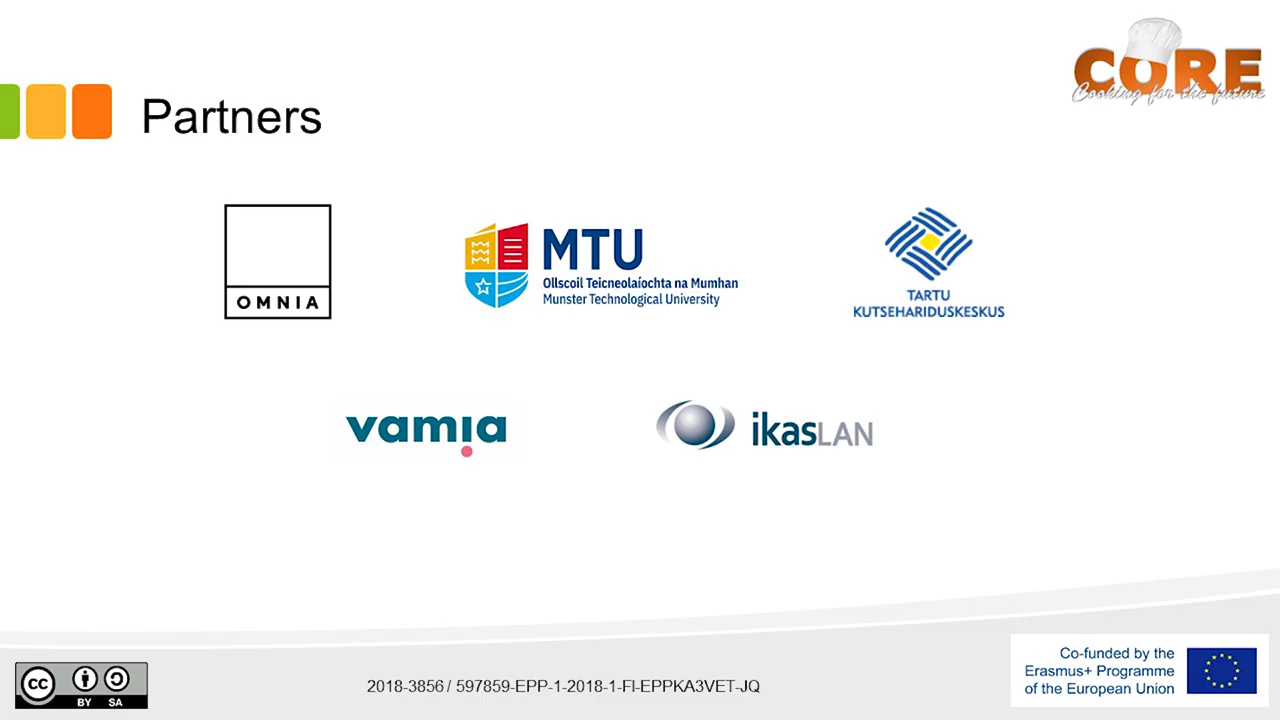 CORE
Cooking for the future
Partners
OMNIA
MTU
Ollscoil Teicneolaíochta na Mumhan
Munster Technological University
TARTU
KUTSEHARIDUSKESKUS
vamia
ikasLAN
cc
BY SA
2018-3856 / 597859-EPP-1-2018-1-FI-EPPKA3VET-JQ
Co-funded by the
Erasmus+ Programme
of the European Union